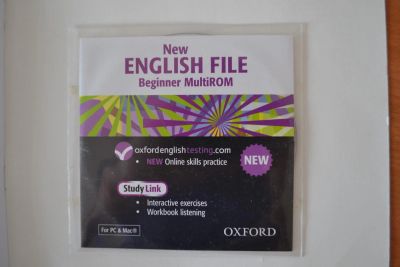 New
ENGLISH FILE
Beginner MultiROM
oxfordenglishtesting.com
• NEW Online skills practice
NEW
Study Link
• Interactive exercises
• Workbook listening
For PC & Mac®
OXFORD